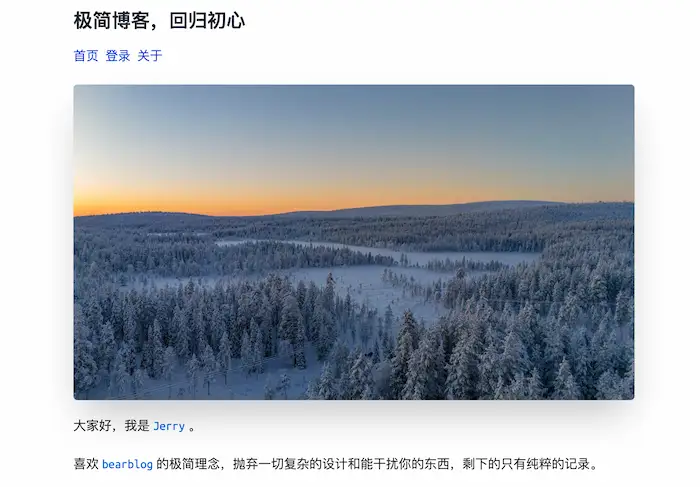 极简博客，回归初心
首页 登录 关于
大家好，我是 Jerry 。
喜欢 bearblog 的极简理念，抛弃一切复杂的设计和能干扰你的东西，剩下的只有纯粹的记录。